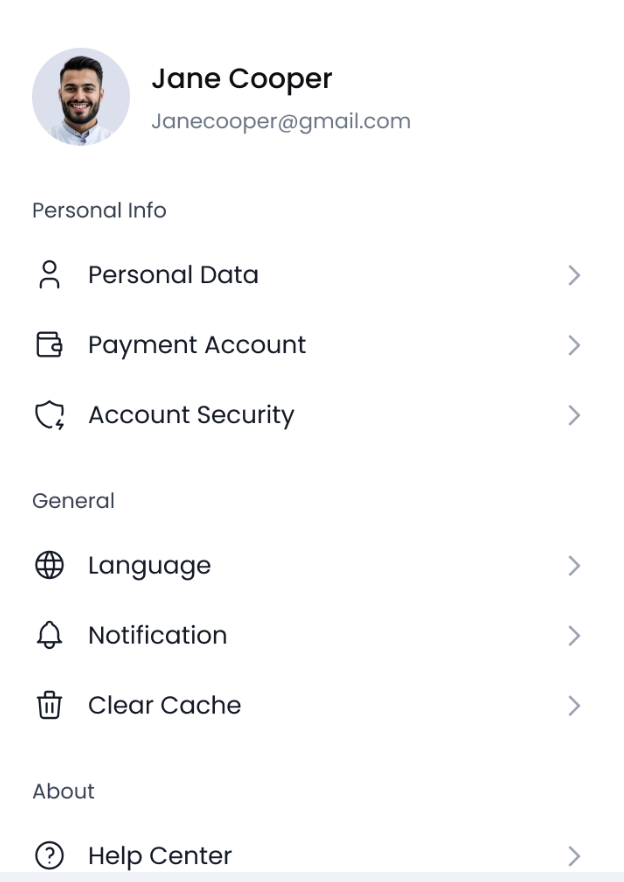 Jane Cooper
Janecooper@gmail.com
Personal Info
Personal Data
Payment Account
Account Security
General
Language
Notification
Clear Cache
About
Help Center